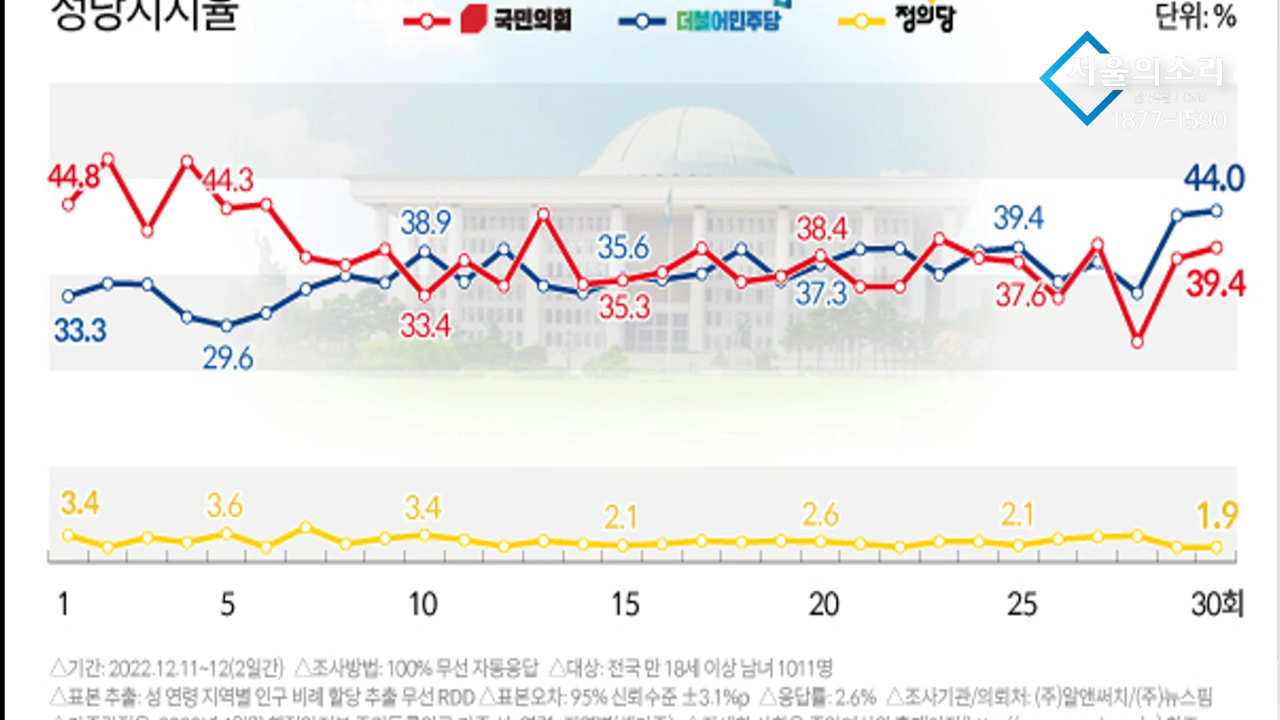 정당지지율
국민의힘 더불어민주당 정의당 단위: %
서울의소리
1877-1590
44.8 44.3 38.9 35.6 38.4 39.4 44.0
33.3 29.6 33.4 35.3 37.3 37.6 39.4
3.4 3.6 3.4 2.1 2.6 2.1 1.9
1 5 10 15 20 25 30회
△기간: 2022.12.11~12(2일간) △조사방법: 100% 무선 자동응답 △대상: 전국 만 18세 이상 남녀 1011명
△표본 추출: 성 연령 지역별 인구 비례 할당 추출 무선 RDD △표본오차: 95% 신뢰수준 ±3.1%p △응답률: 2.6% △조사기관/의뢰처: (주)알앤써치/(주)뉴스핌